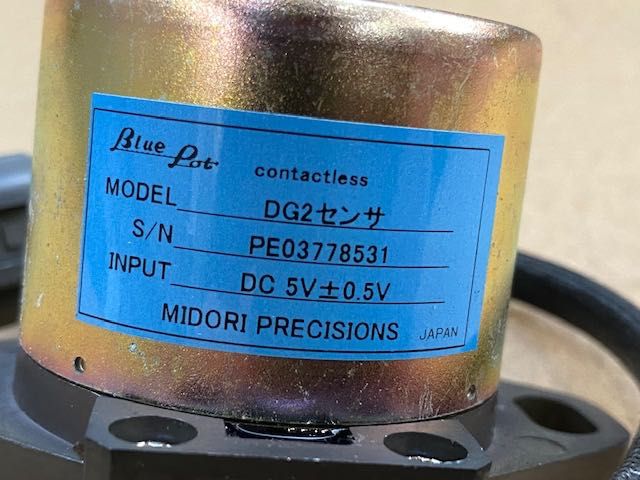 Blue Pot contactless
MODEL DG2センサ
S/N PE03778531
INPUT DC 5V±0.5V
MIDORI PRECISIONS JAPAN